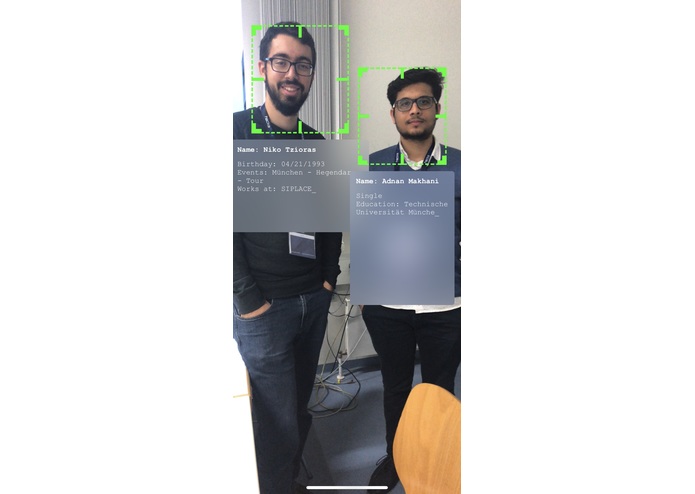 Name: Niko Tzioras
Birthday: 04/21/1993
Events: München - Hegendar
- Tour
Works at: SIPLACE_
Name: Adnan Makhani
Single
Education: Technische
Universität Münche_